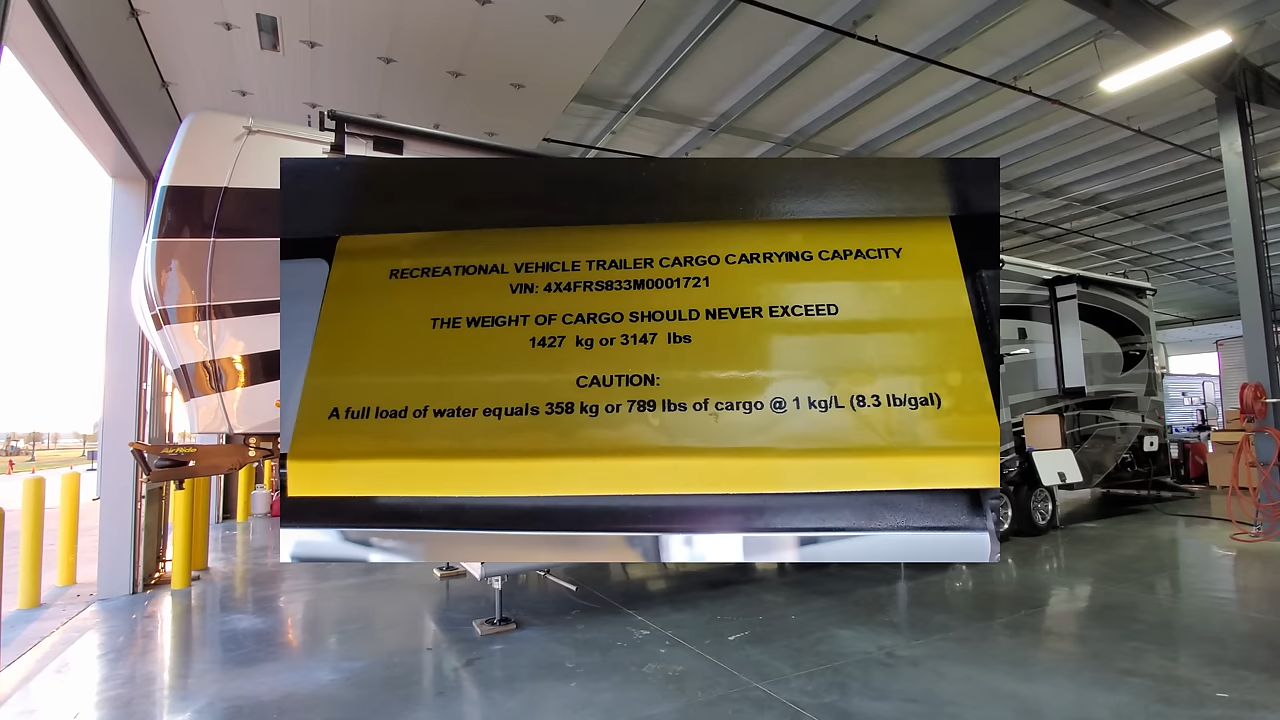 RECREATIONAL VEHICLE TRAILER CARGO CARRYING CAPACITY
VIN: 4X4FRS833M0001721
THE WEIGHT OF CARGO SHOULD NEVER EXCEED
1427 kg or 3147 lbs
CAUTION:
A full load of water equals 358 kg or 789 lbs of cargo @ 1 kg/L (8.3 lb/gal)
AirRide